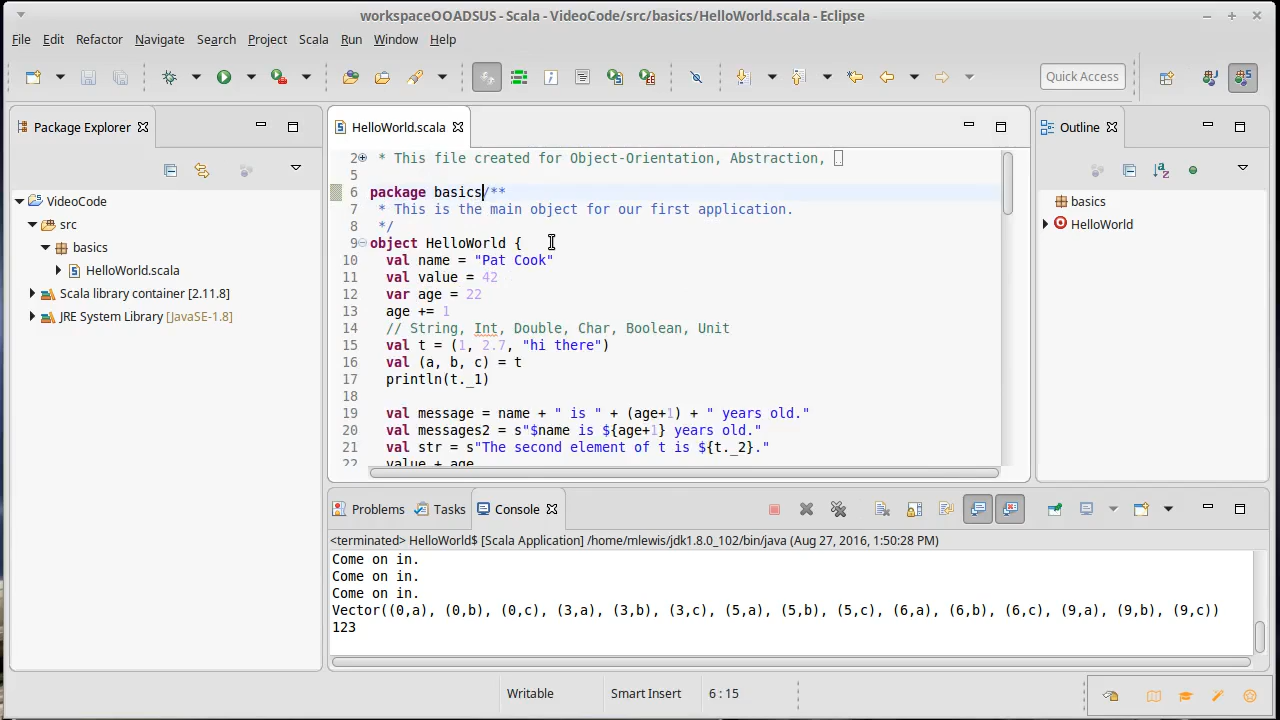 workspaceOOADSUS - Scala - VideoCode/src/basics/HelloWorld.scala - Eclipse
File Edit Refactor Navigate Search Project Scala Run Window Help
Quick Access
Package Explorer
VideoCode
src
basics
HelloWorld.scala
Scala library container [2.11.8]
JRE System Library [JavaSE-1.8]
HelloWorld.scala
2 * This file created for Object-Orientation, Abstraction,
5
6 package basics/**
7 * This is the main object for our first application.
8 */
9 object HelloWorld {
10 val name = "Pat Cook"
11 val value = 42
12 var age = 22
13 age += 1
14 // String, Int, Double, Char, Boolean, Unit
15 val t = (1, 2.7, "hi there")
16 val (a, b, c) = t
17 println(t._1)
18
19 val message = name + " is " + (age+1) + " years old."
20 val messages2 = s"$name is ${age+1} years old."
21 val str = s"The second element of t is ${t._2}."
22 value + age
Outline
basics
HelloWorld
Problems Tasks Console
<terminated> HelloWorld$ [Scala Application] /home/mlewis/jdk1.8.0_102/bin/java (Aug 27, 2016, 1:50:28 PM)
Come on in.
Come on in.
Come on in.
Vector((0,a), (0,b), (0,c), (3,a), (3,b), (3,c), (5,a), (5,b), (5,c), (6,a), (6,b), (6,c), (9,a), (9,b), (9,c))
123
Writable Smart Insert 6 : 15